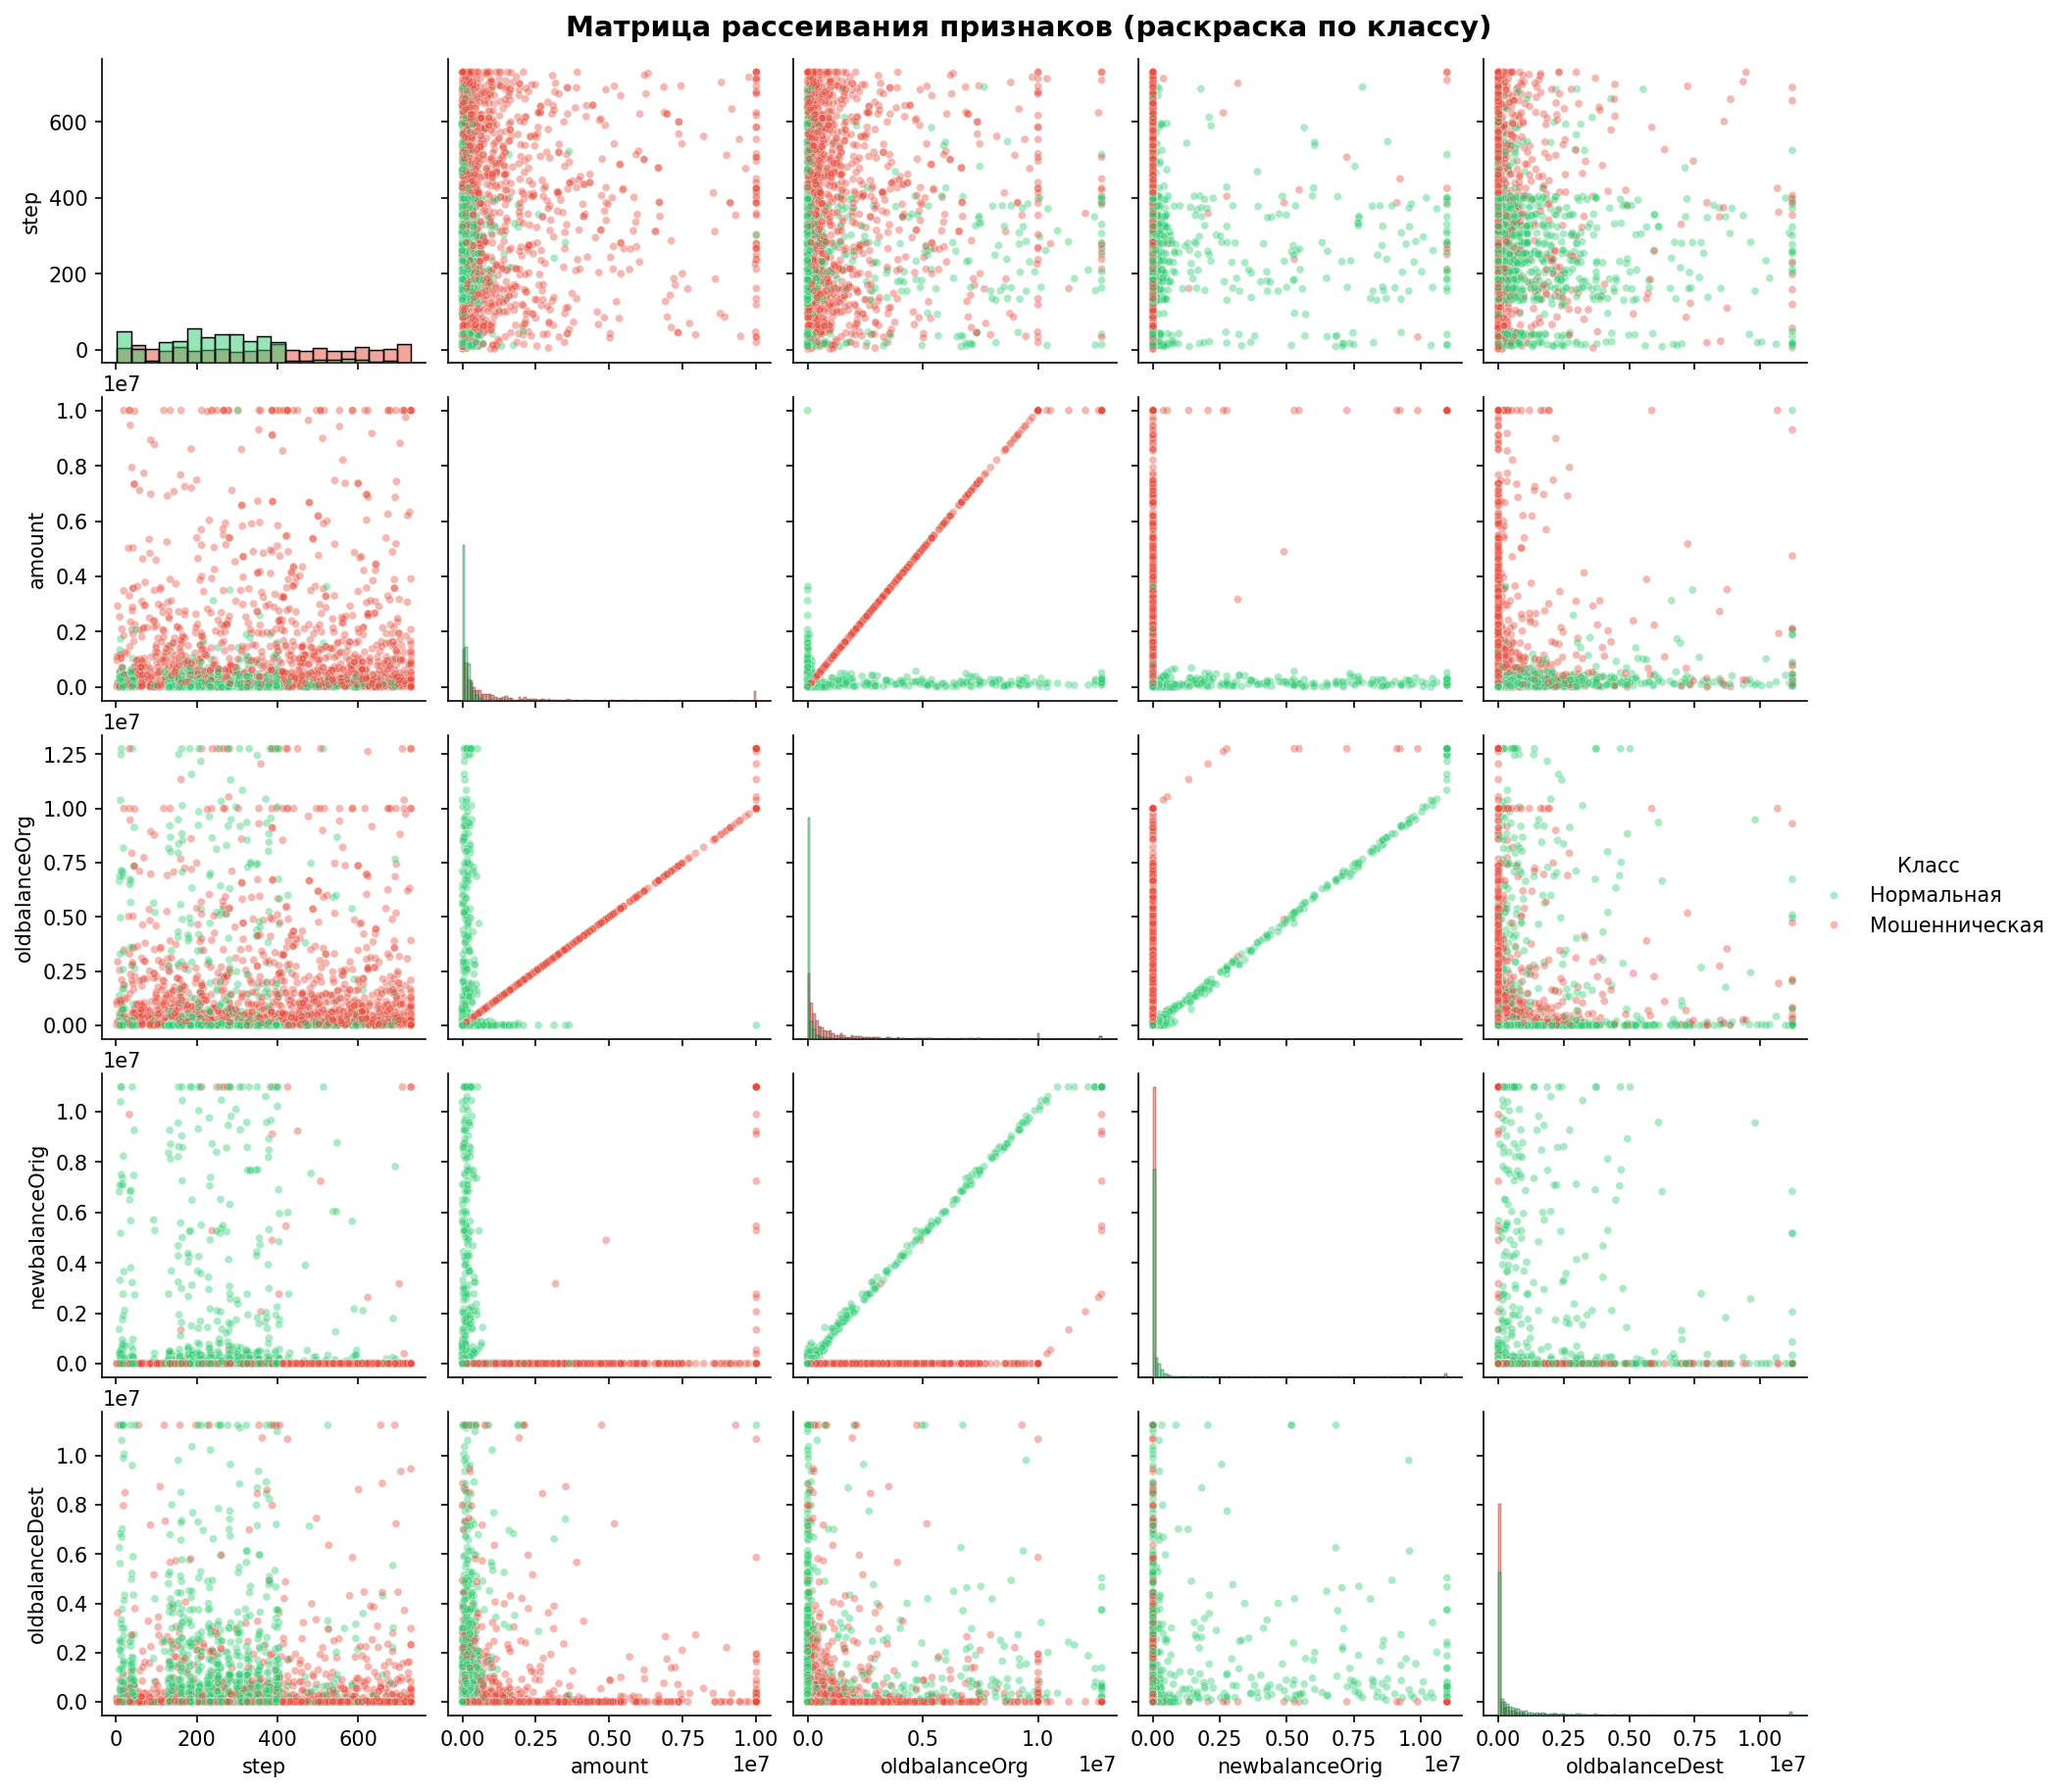 Матрица рассеивания признаков (раскраска по классу)
step
600
400
200
0
1e7
amount
1.0
0.8
0.6
0.4
0.2
0.0
1e7
oldbalanceOrg
12.5
1.00
0.75
0.50
0.25
0.00
1e7
newbalanceOrig
1.0
0.8
0.6
0.4
0.2
0.0
1e7
oldbalanceDest
1.0
0.8
0.6
0.4
0.2
0.0
Класс
Нормальная
Мошенническая
0 200 400 600
step
0.00 0.25 0.50 0.75 1.00
1e7
amount
0.0 0.5 1.0
1e7
oldbalanceOrg
0.00 0.25 0.50 0.75 1.00
1e7
newbalanceOrig
0.00 0.25 0.50 0.75 1.00
1e7
oldbalanceDest